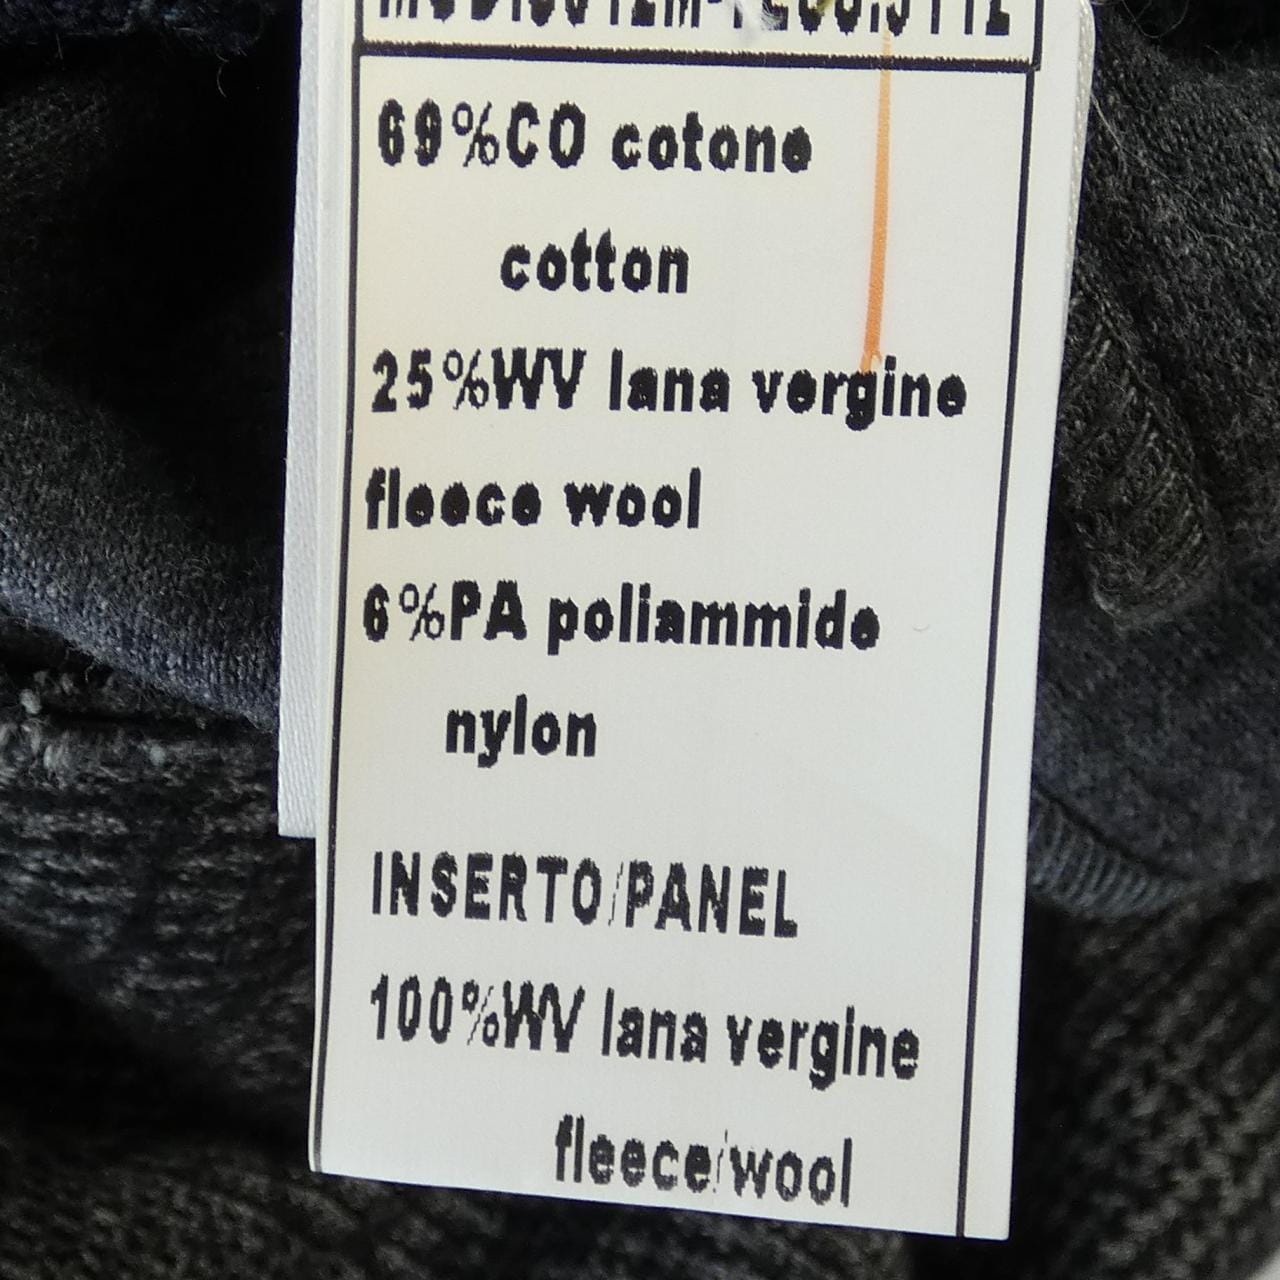 69%CO cotone
cotton
25%WV lana vergine
fleece wool
6%PA poliammide
nylon
INSERTO/PANEL
100%WV lana vergine
fleece/wool